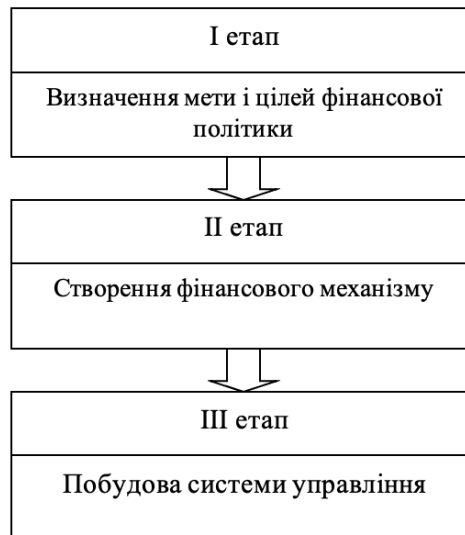 І етап
Визначення мети і цілей фінансової
політики
ІІ етап
Створення фінансового механізму
ІІІ етап
Побудова системи управління